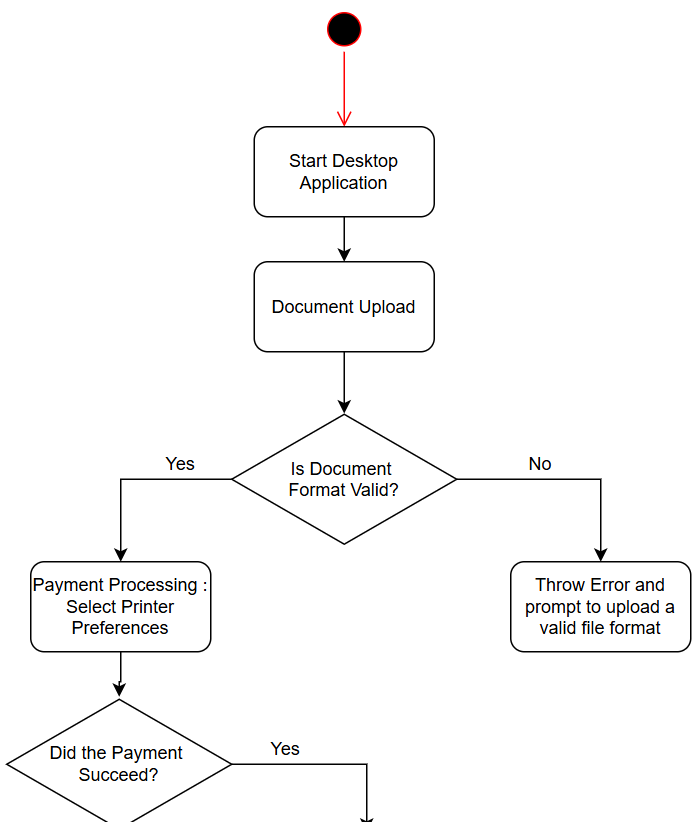 Start Desktop
Application
Document Upload
Is Document
Format Valid?
Yes
No
Payment Processing :
Select Printer
Preferences
Throw Error and
prompt to upload a
valid file format
Did the Payment
Succeed?
Yes